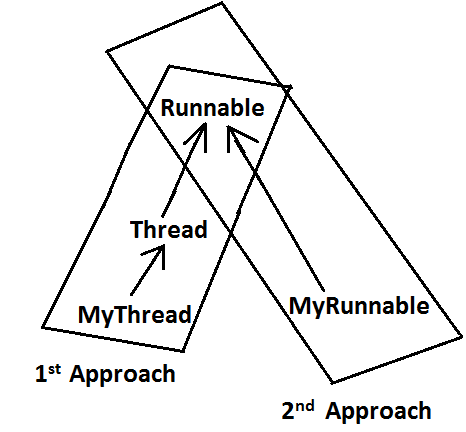 Runnable
Thread
MyThread
MyRunnable
1st Approach
2nd Approach